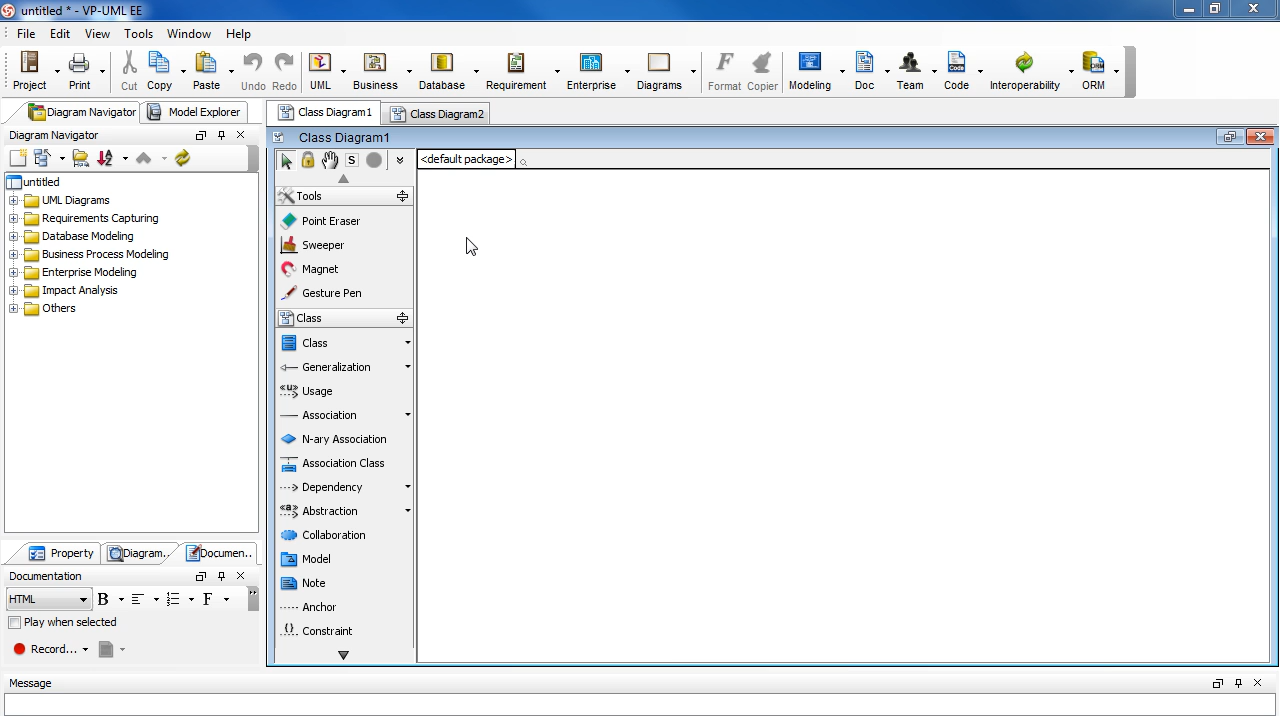 untitled * - VP-UML EE
File Edit View Tools Window Help
Project Print Cut Copy Paste Undo Redo UML Business Database Requirement Enterprise Diagrams Format Copier Modeling Doc Team Code Interoperability ORM
Diagram Navigator Model Explorer Class Diagram1 Class Diagram2
Diagram Navigator
Class Diagram1
S <default package>
untitled
UML Diagrams
Requirements Capturing
Database Modeling
Business Process Modeling
Enterprise Modeling
Impact Analysis
Others
Tools
Point Eraser
Sweeper
Magnet
Gesture Pen
Class
Class
Generalization
Usage
Association
N-ary Association
Association Class
Dependency
Abstraction
Collaboration
Model
Note
Anchor
Constraint
Property Diagram.. Documen..
Documentation
HTML B F
Play when selected
Record...
Message